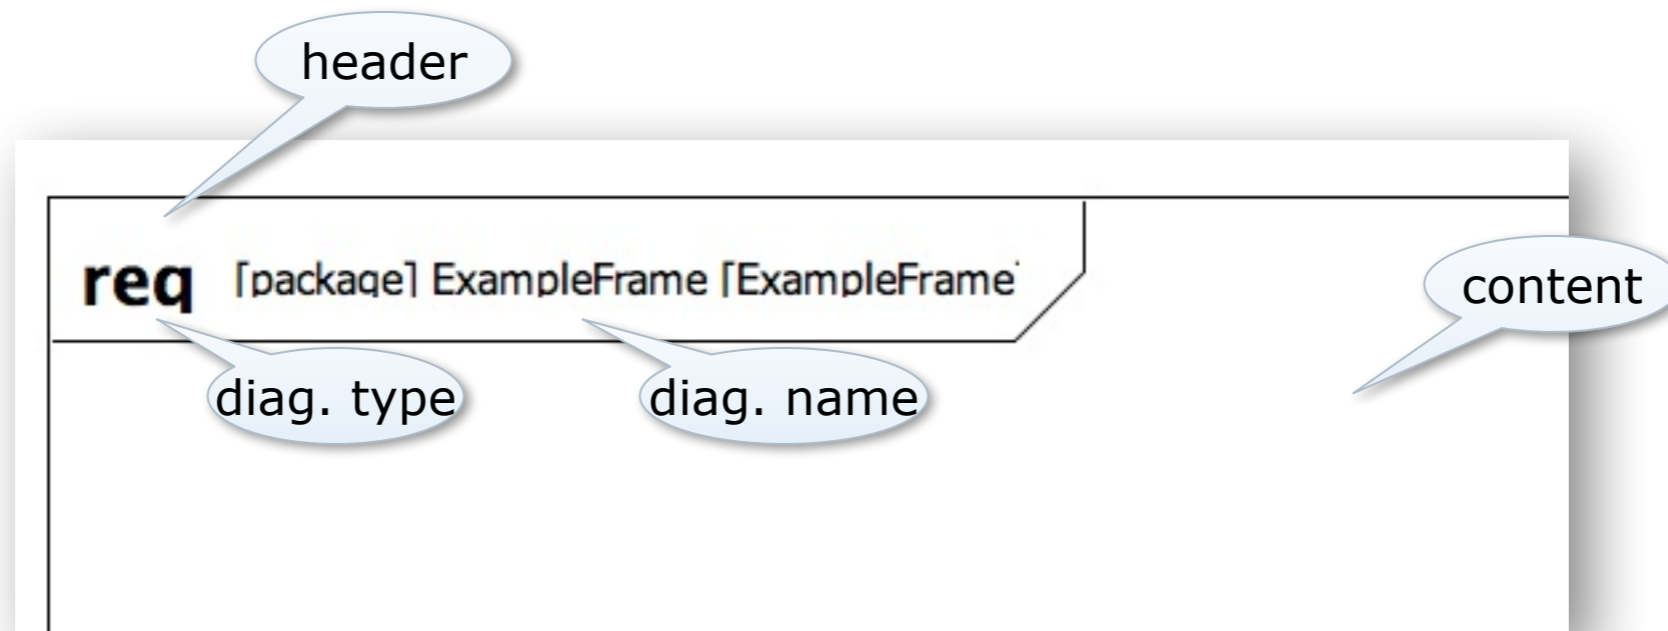 header
req [package] ExampleFrame [ExampleFrame]
content
diag. type
diag. name